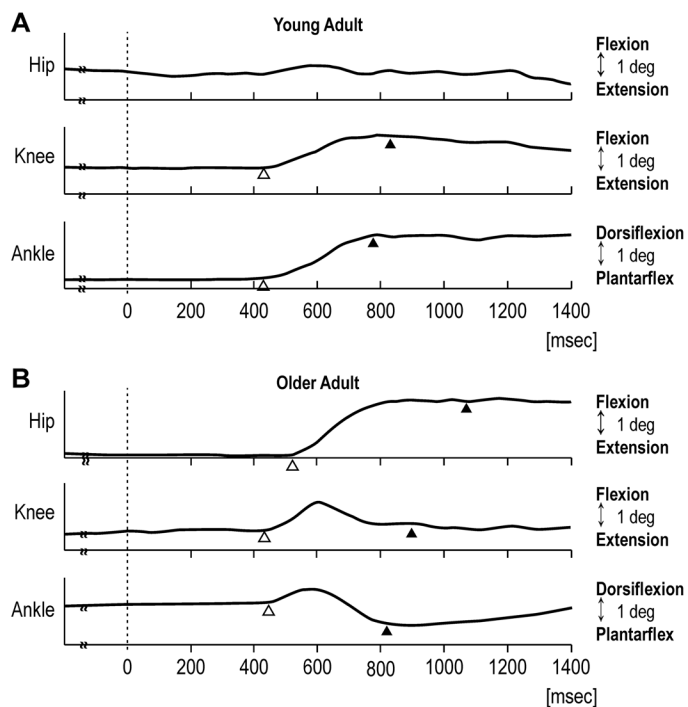 A
Young Adult
Hip
Flexion
1 deg
Extension
Knee
Flexion
1 deg
Extension
Ankle
Dorsiflexion
1 deg
Plantarflex
0 200 400 600 800 1000 1200 1400
[msec]
B
Older Adult
Hip
Flexion
1 deg
Extension
Knee
Flexion
1 deg
Extension
Ankle
Dorsiflexion
1 deg
Plantarflex
0 200 400 600 800 1000 1200 1400
[msec]